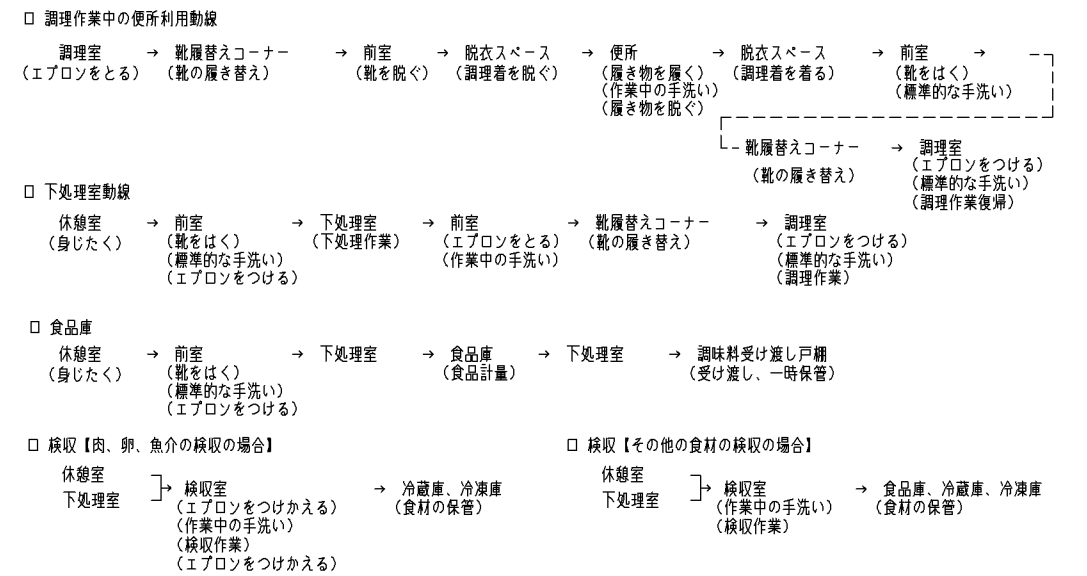 □ 調理作業中の便所利用動線
調理室 → 靴履替えコーナー → 前室 → 脱衣スペース → 便所 → 脱衣スペース → 前室 →
(エプロンをとる) (靴の履き替え) (靴を脱ぐ) (調理着を脱ぐ) (履き物を履く) (調理着を着る) (靴をはく)
(作業中の手洗い) (標準的な手洗い)
(履き物を脱ぐ)
靴履替えコーナー → 調理室
(靴の履き替え) (エプロンをつける)
(標準的な手洗い)
(調理作業復帰)
□ 下処理室動線
休憩室 → 前室 → 下処理室 → 前室 → 靴履替えコーナー → 調理室
(身じたく) (靴をはく) (下処理作業) (エプロンをとる) (靴の履き替え) (エプロンをつける)
(標準的な手洗い) (作業中の手洗い) (標準的な手洗い)
(エプロンをつける) (調理作業)
□ 食品庫
休憩室 → 前室 → 下処理室 → 食品庫 → 下処理室 → 調味料受け渡し戸棚
(身じたく) (靴をはく) (食品計量) (受け渡し、一時保管)
(標準的な手洗い)
(エプロンをつける)
□ 検収【肉、卵、魚介の検収の場合】
休憩室
下処理室
→ 検収室 → 冷蔵庫、冷凍庫
(エプロンをつけかえる) (食材の保管)
(作業中の手洗い)
(検収作業)
(エプロンをつけかえる)
□ 検収【その他の食材の検収の場合】
休憩室
下処理室
→ 検収室 → 食品庫、冷蔵庫、冷凍庫
(作業中の手洗い) (食材の保管)
(検収作業)